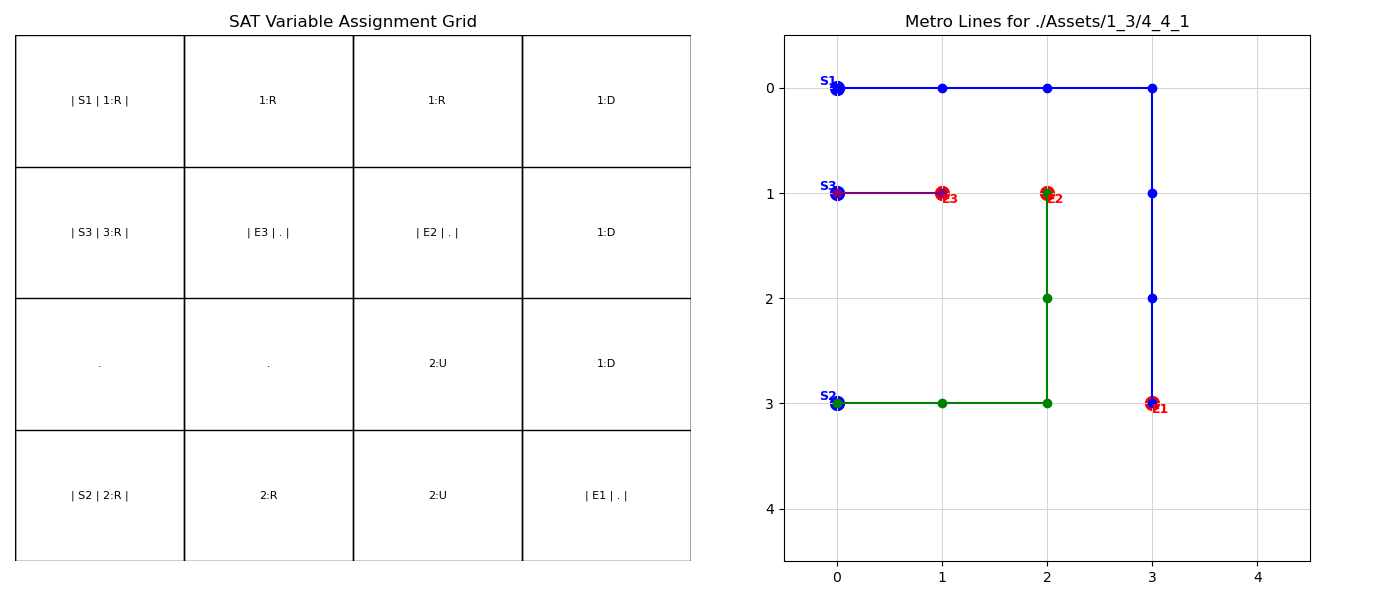 SAT Variable Assignment Grid
| S1 | 1:R | 1:R 1:R 1:D
| S3 | 3:R | | E3 | . | | E2 | . | 1:D
. . 2:U 1:D
| S2 | 2:R | 2:R 2:U | E1 | . |
Metro Lines for ./Assets/1_3/4_4_1
0 S1
1 S3 E3 E2
2
3 S2 E1
4
0 1 2 3 4